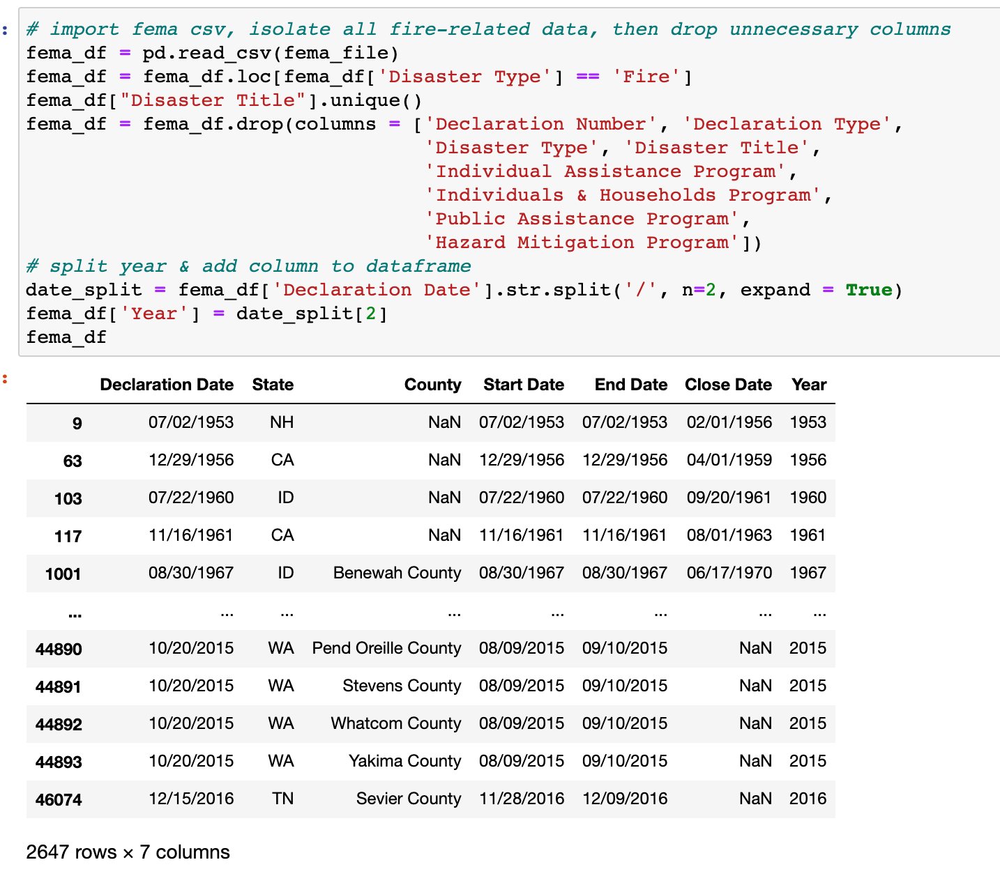 # import fema csv, isolate all fire-related data, then drop unnecessary columns
fema_df = pd.read_csv(fema_file)
fema_df = fema_df.loc[fema_df['Disaster Type'] == 'Fire']
fema_df["Disaster Title"].unique()
fema_df = fema_df.drop(columns = ['Declaration Number', 'Declaration Type',
'Disaster Type', 'Disaster Title',
'Individual Assistance Program',
'Individuals & Households Program',
'Public Assistance Program',
'Hazard Mitigation Program'])
# split year & add column to dataframe
date_split = fema_df['Declaration Date'].str.split('/', n=2, expand = True)
fema_df['Year'] = date_split[2]
fema_df
Declaration Date State County Start Date End Date Close Date Year
9 07/02/1953 NH NaN 07/02/1953 07/02/1953 02/01/1956 1953
63 12/29/1956 CA NaN 12/29/1956 12/29/1956 04/01/1959 1956
103 07/22/1960 ID NaN 07/22/1960 07/22/1960 09/20/1961 1960
117 11/16/1961 CA NaN 11/16/1961 11/16/1961 08/01/1963 1961
1001 08/30/1967 ID Benewah County 08/30/1967 08/30/1967 06/17/1970 1967
... ... ... ... ... ... ... ...
44890 10/20/2015 WA Pend Oreille County 08/09/2015 09/10/2015 NaN 2015
44891 10/20/2015 WA Stevens County 08/09/2015 09/10/2015 NaN 2015
44892 10/20/2015 WA Whatcom County 08/09/2015 09/10/2015 NaN 2015
44893 10/20/2015 WA Yakima County 08/09/2015 09/10/2015 NaN 2015
46074 12/15/2016 TN Sevier County 11/28/2016 12/09/2016 NaN 2016
2647 rows × 7 columns